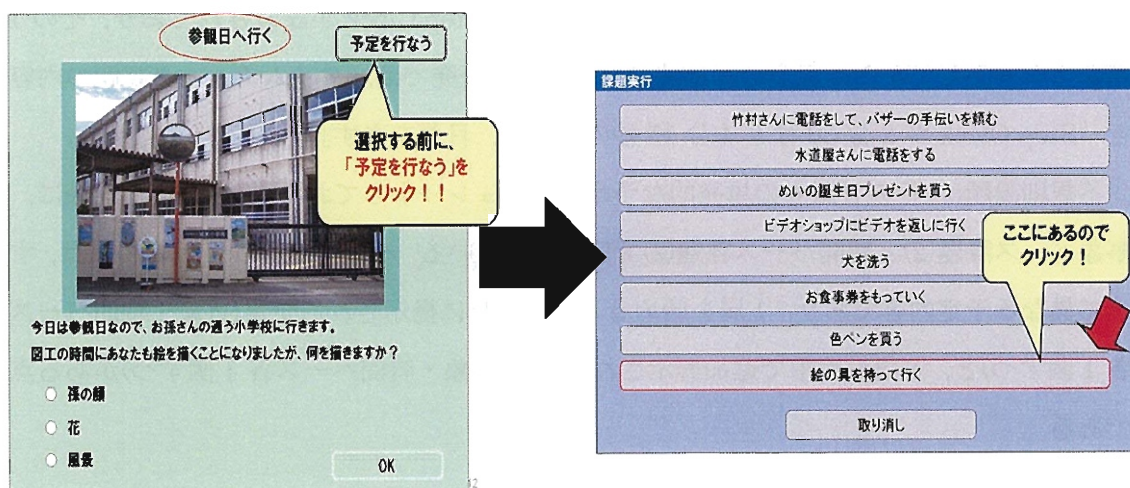 参観日へ行く
予定を行なう
選択する前に、
「予定を行なう」を
クリック！！
今日は参観日なので、お孫さんの通う小学校に行きます。
図工の時間にあなたも絵を描くことになりましたが、何を描きますか？
孫の顔
花
風景
OK
課題実行
竹村さんに電話をして、バザーの手伝いを頼む
水道屋さんに電話をする
めいの誕生日プレゼントを買う
ビデオショップにビデオを返しに行く
犬を洗う
お食事券をもっていく
色ペンを買う
絵の具を持って行く
取り消し
ここにあるので
クリック！